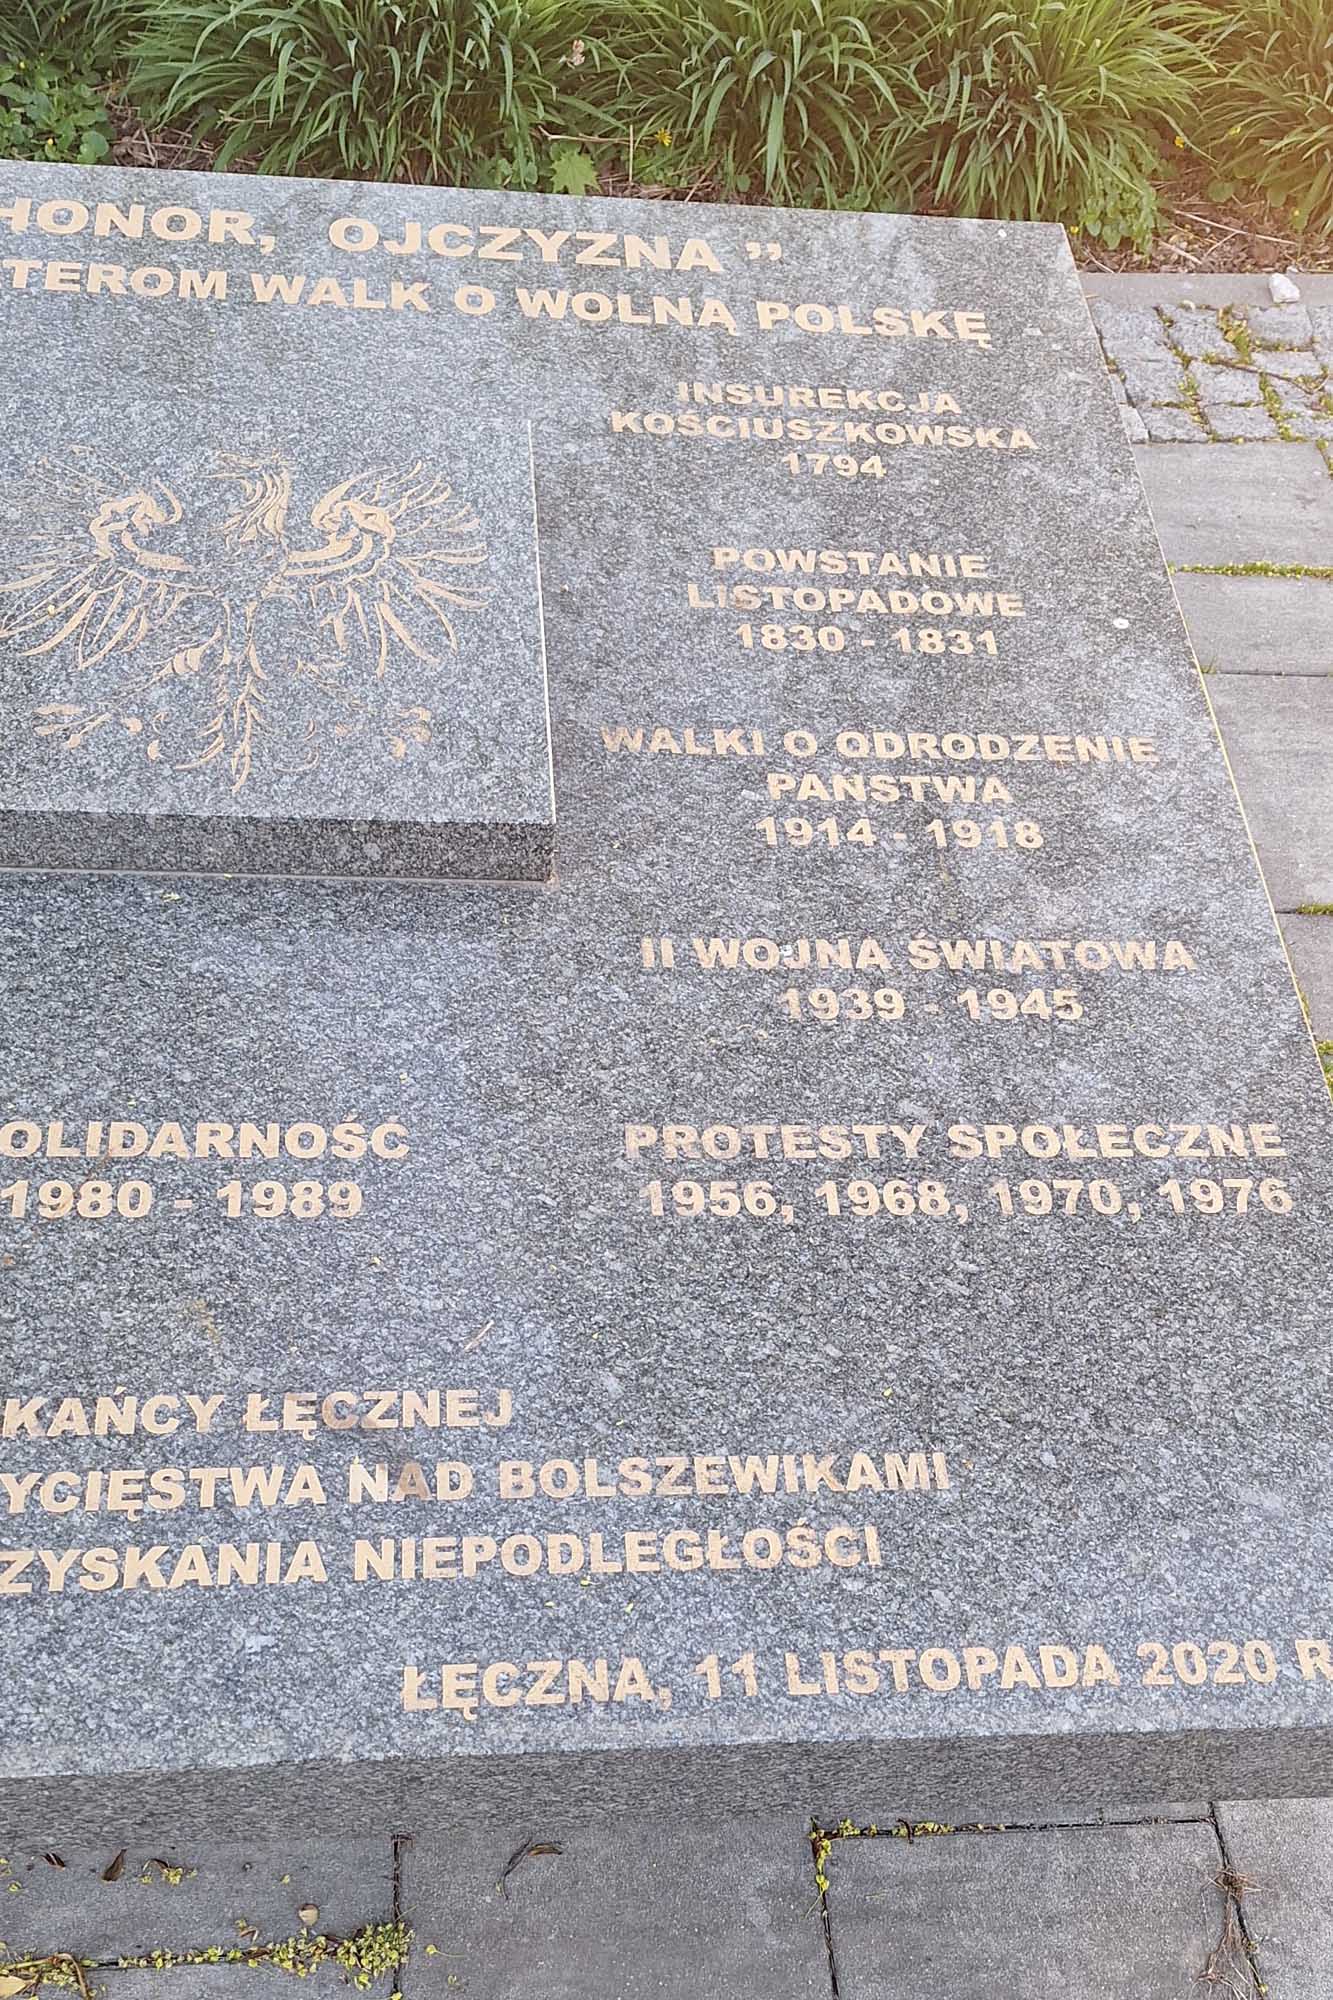 HONOR, OJCZYZNA ”
TEROM WALK O WOLNĄ POLSKĘ
INSUREKCJA
KOŚCIUSZKOWSKA
1794
POWSTANIE
LISTOPADOWE
1830 - 1831
WALKI O ODRODZENIE
PAŃSTWA
1914 - 1918
II WOJNA ŚWIATOWA
1939 - 1945
OLIDARNOŚĆ
1980 - 1989
PROTESTY SPOŁECZNE
1956, 1968, 1970, 1976
KAŃCY ŁĘCZNEJ
YCIĘSTWA NAD BOLSZEWIKAMI
ZYSKANIA NIEPODLEGŁOŚCI
ŁĘCZNA, 11 LISTOPADA 2020 R